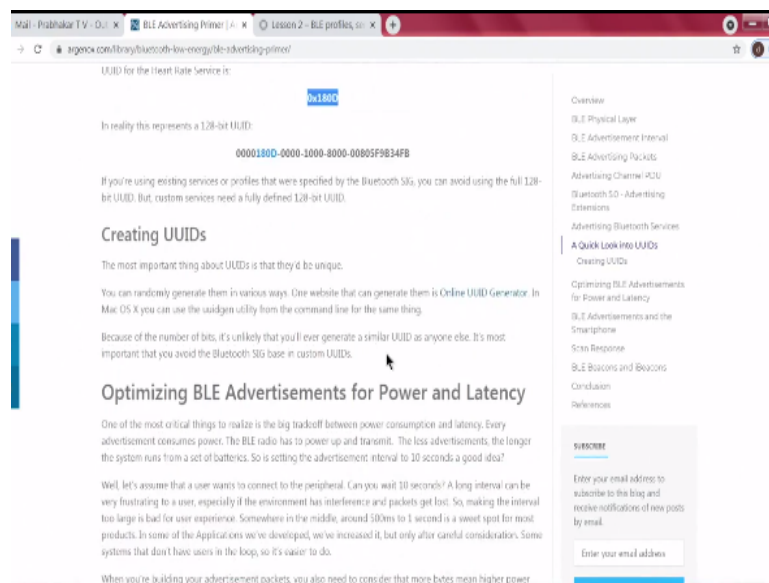 Mail - Prabhakar T V - Out
BLE Advertising Primer | A
Lesson 2 – BLE profiles, se
argenox.com/library/bluetooth-low-energy/ble-advertising-primer/
UUID for the Heart Rate Service is:
0x180D
In reality this represents a 128-bit UUID:
0000180D-0000-1000-8000-00805F9B34FB
If you're using existing services or profiles that were specified by the Bluetooth SIG, you can avoid using the full 128-
bit UUID. But, custom services need a fully defined 128-bit UUID.
Creating UUIDs
The most important thing about UUIDs is that they'd be unique.
You can randomly generate them in various ways. One website that can generate them is Online UUID Generator. In
Mac OS X you can use the uuidgen utility from the command line for the same thing.
Because of the number of bits, it's unlikely that you'll ever generate a similar UUID as anyone else. It's most
important that you avoid the Bluetooth SIG base in custom UUIDs.
Optimizing BLE Advertisements for Power and Latency
One of the most critical things to realize is the big tradeoff between power consumption and latency. Every
advertisement consumes power. The BLE radio has to power up and transmit. The less advertisements, the longer
the system runs from a set of batteries. So is setting the advertisement interval to 10 seconds a good idea?
Well, let's assume that a user wants to connect to the peripheral. Can you wait 10 seconds? A long interval can be
very frustrating to a user, especially if the environment has interference and packets get lost. So, making the interval
too large is bad for user experience. Somewhere in the middle, around 500ms to 1 second is a sweet spot for most
products. In some of the Applications we've developed, we've increased it, but only after careful consideration. Some
systems that don't have users in the loop, so it's easier to do.
When you're building your advertisement packets, you also need to consider that more bytes mean higher power
Overview
BLE Physical Layer
BLE Advertisement Interval
BLE Advertising Packets
Advertising Channel PDU
Bluetooth 5.0 - Advertising
Extensions
Advertising Bluetooth Services
A Quick Look into UUIDs
Creating UUIDs
Optimizing BLE Advertisements
for Power and Latency
BLE Advertisements and the
Smartphone
Scan Response
BLE Beacons and iBeacons
Conclusion
References
SUBSCRIBE
Enter your email address to
subscribe to this blog and
receive notifications of new posts
by email.
Enter your email address